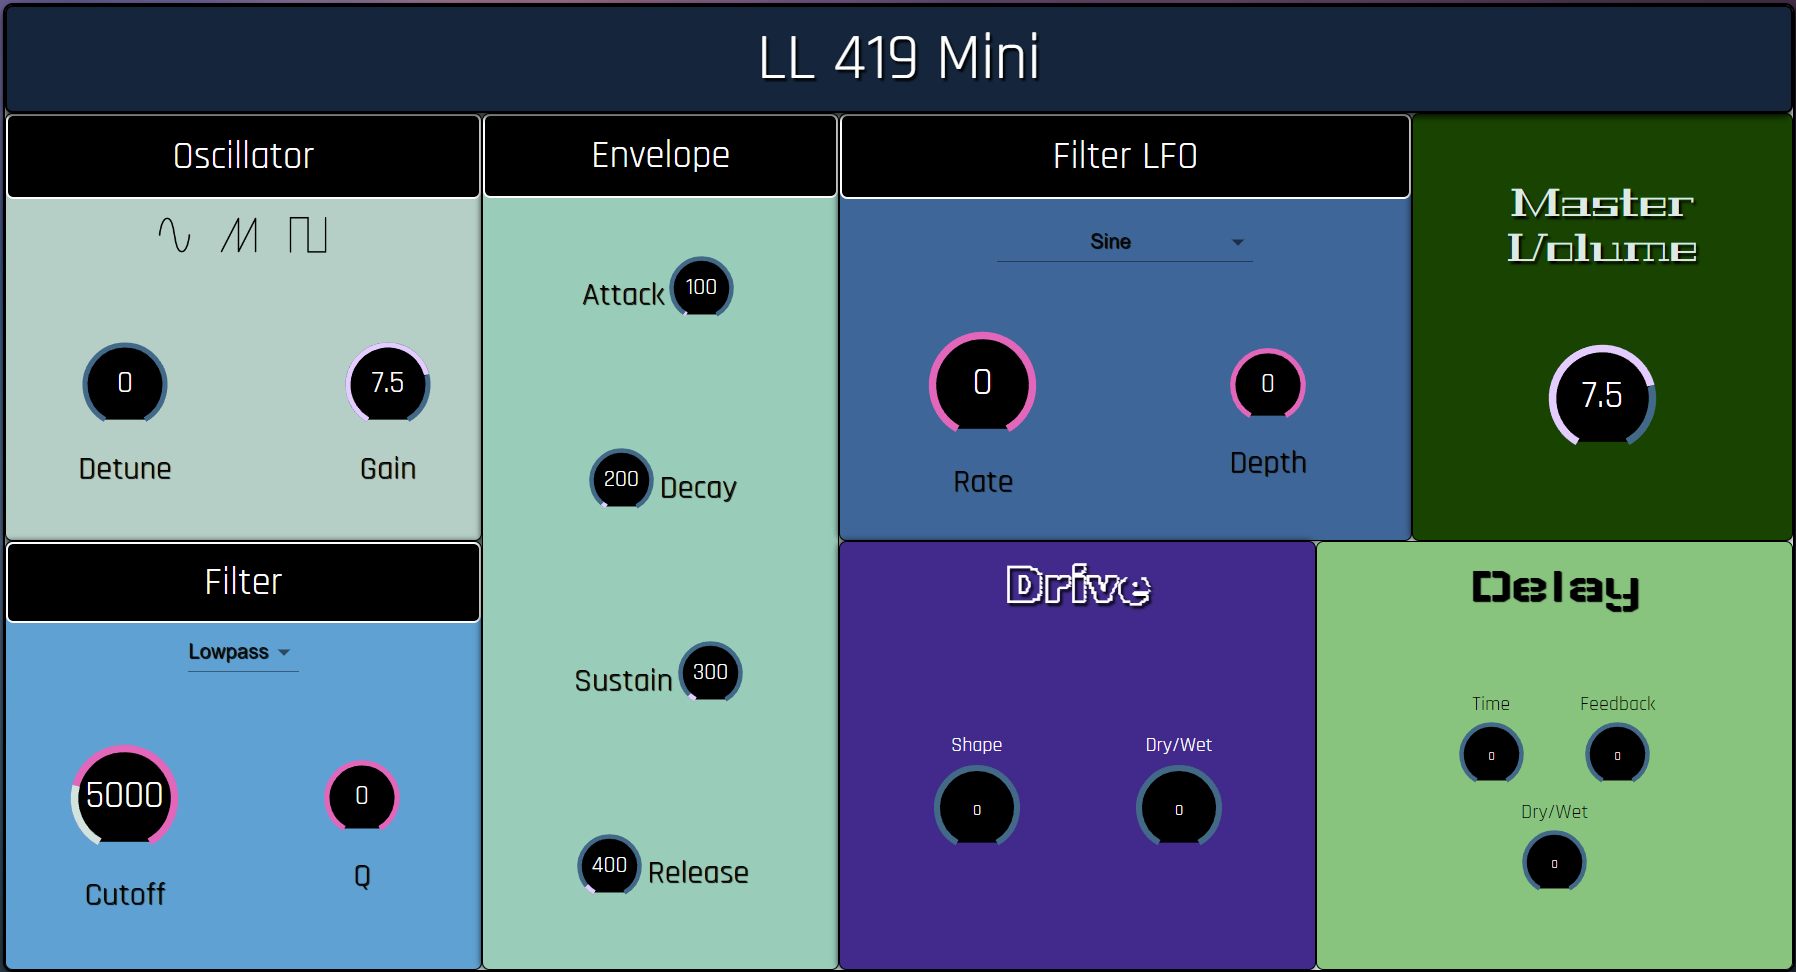 LL 419 Mini
Oscillator
Detune
0
Gain
7.5
Filter
Lowpass
5000
Cutoff
0
Q
Envelope
Attack 100
200 Decay
Sustain 300
400 Release
Filter LFO
Sine
0
Rate
0
Depth
Master
Volume
7.5
Drive
Shape
0
Dry/Wet
0
Delay
Time
0
Feedback
0
Dry/Wet
0